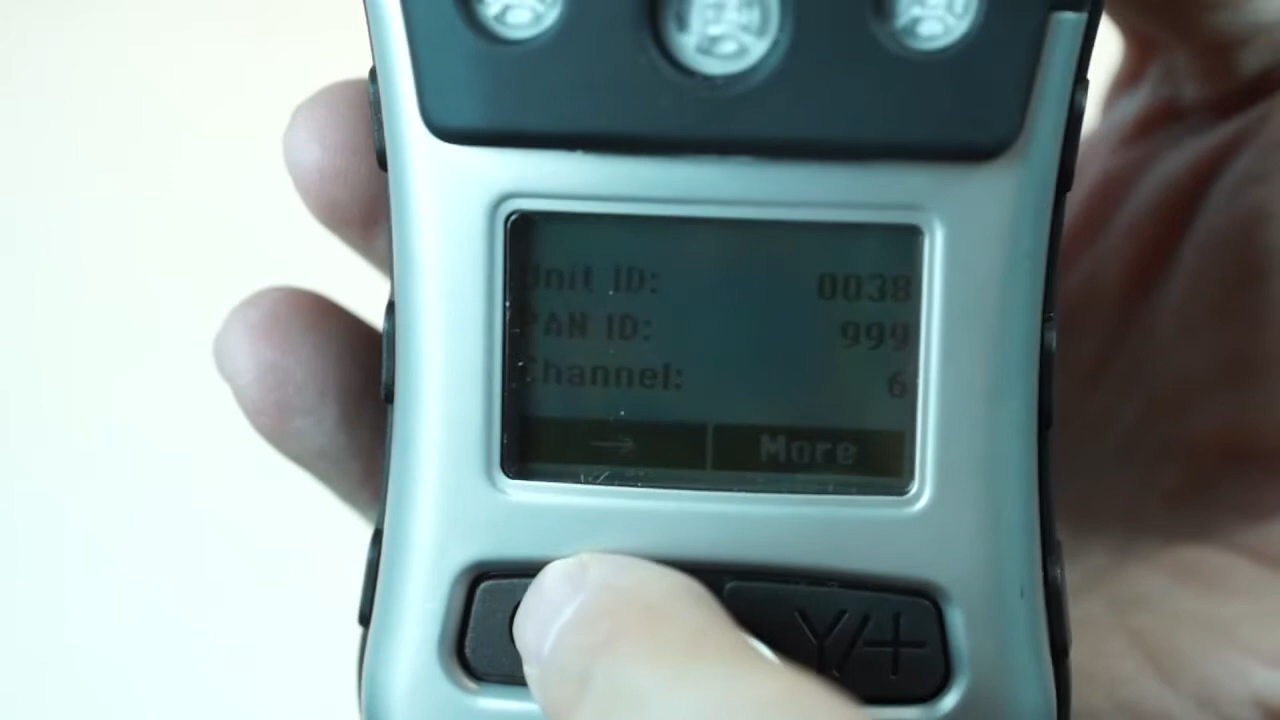 Unit ID: 0038
PAN ID: 999
Channel: 6
→ More
Y/+